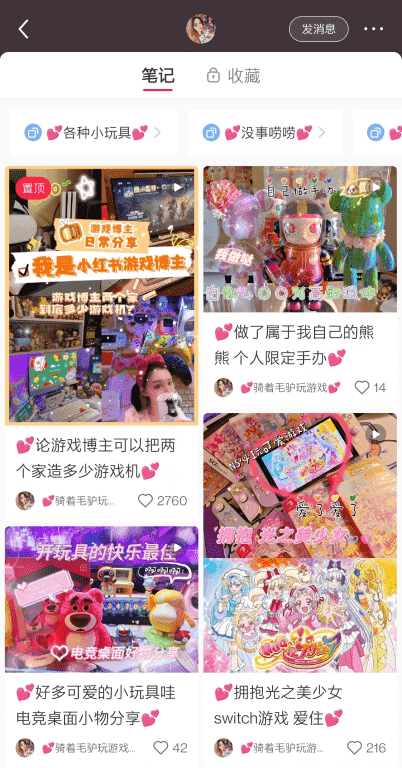 发消息
笔记
收藏
💕各种小玩具💕
💕没事唠唠💕
置顶
游戏博主
日常分享
我是小红书游戏博主
游戏博主两个家
到底多少游戏机?
💕论游戏博主可以把两
个家造多少游戏机💕
💕骑着毛驴玩...
2760
自己做手办
我做哒
💕做了属于我自己的熊
熊 个人限定手办💕
💕骑着毛驴玩游戏💕
14
开玩具的快乐最佳
啊啊啊!
电竞桌面好物分享
💕好多可爱的小玩具哇
电竞桌面小物分享💕
💕骑着毛驴玩游戏...
42
NS必玩可爱游戏
爱了爱了
拥抱 光之美少女
💕拥抱光之美少女
switch游戏 爱住💕
💕骑着毛驴玩游...
216